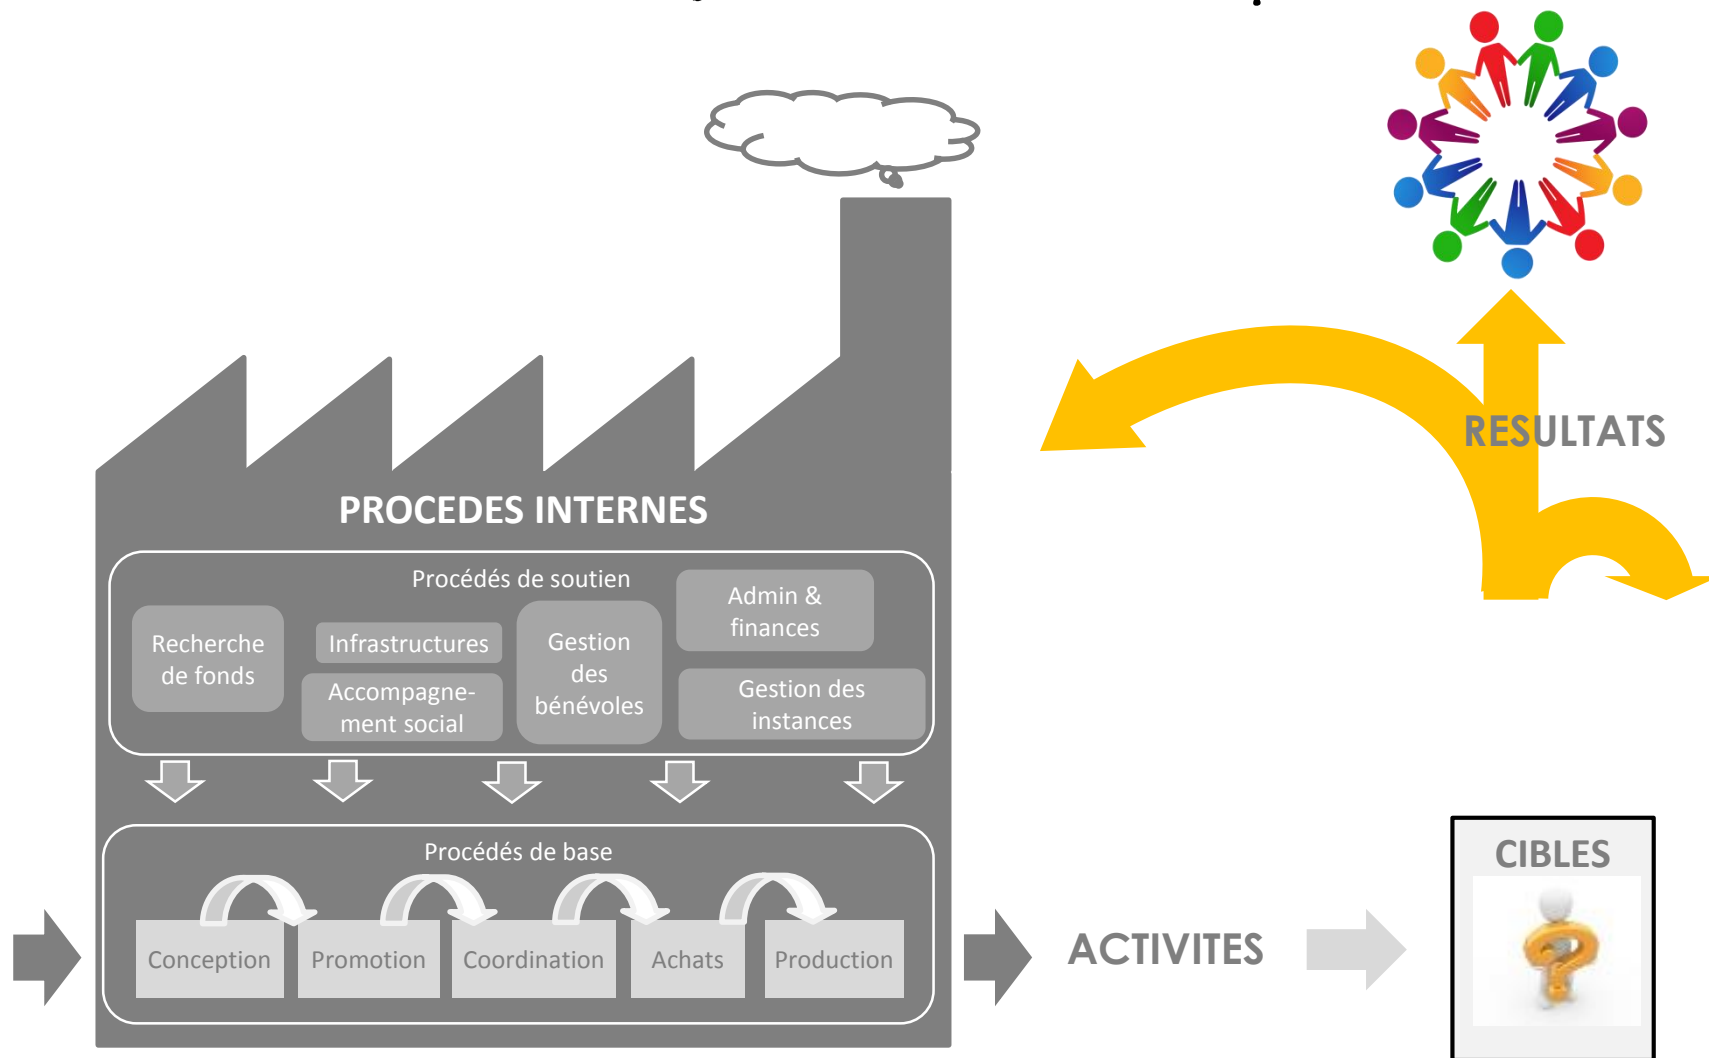 RESULTATS
PROCEDES INTERNES
Procédés de soutien
Recherche
de fonds
Infrastructures
Accompagne-
ment social
Gestion
des
bénévoles
Admin &
finances
Gestion des
instances
Procédés de base
Conception
Promotion
Coordination
Achats
Production
ACTIVITES
CIBLES
?